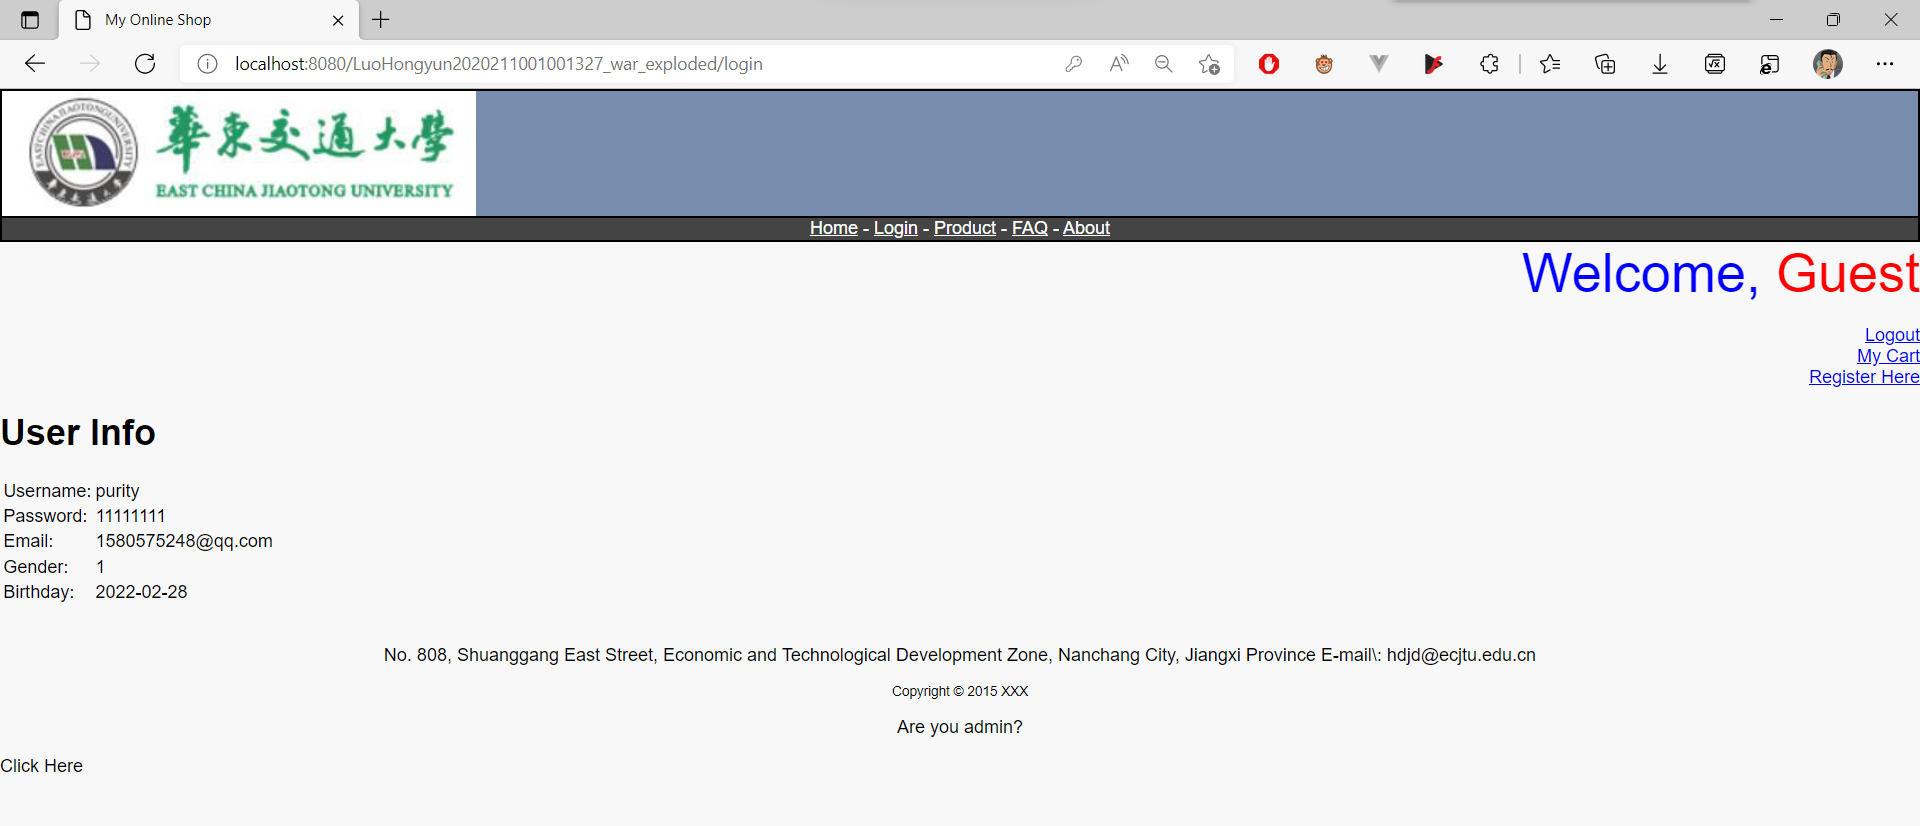 My Online Shop
localhost:8080/LuoHongyun2020211001001327_war_exploded/login
華東交通大學
EAST CHINA JIAOTONG UNIVERSITY
Home - Login - Product - FAQ - About
Welcome, Guest
Logout
My Cart
Register Here
User Info
Username: purity
Password: 11111111
Email: 1580575248@qq.com
Gender: 1
Birthday: 2022-02-28
No. 808, Shuanggang East Street, Economic and Technological Development Zone, Nanchang City, Jiangxi Province E-mail\: hdjd@ecjtu.edu.cn
Copyright © 2015 XXX
Are you admin?
Click Here